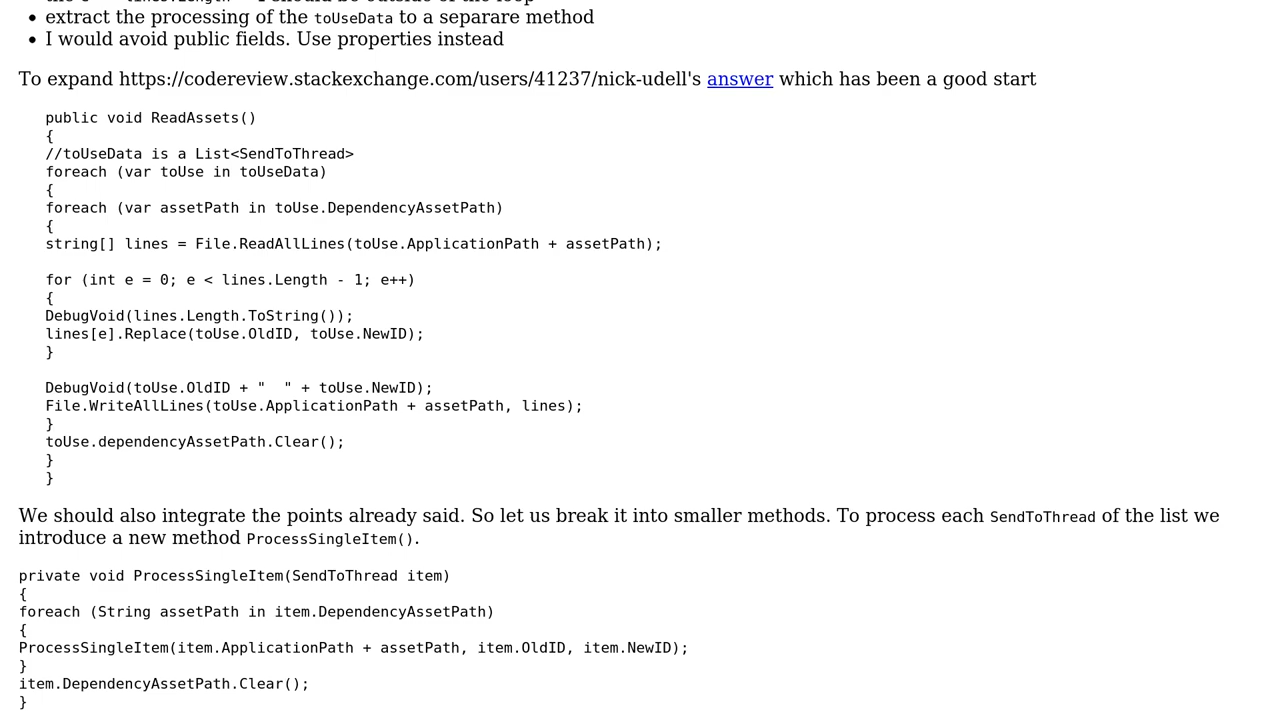 extract the processing of the toUseData to a separare method
I would avoid public fields. Use properties instead
To expand https://codereview.stackexchange.com/users/41237/nick-udell's answer which has been a good start
public void ReadAssets()
{
//toUseData is a List<SendToThread>
foreach (var toUse in toUseData)
{
foreach (var assetPath in toUse.DependencyAssetPath)
{
string[] lines = File.ReadAllLines(toUse.ApplicationPath + assetPath);
for (int e = 0; e < lines.Length - 1; e++)
{
DebugVoid(lines.Length.ToString());
lines[e].Replace(toUse.OldID, toUse.NewID);
}
DebugVoid(toUse.OldID + "  " + toUse.NewID);
File.WriteAllLines(toUse.ApplicationPath + assetPath, lines);
}
toUse.dependencyAssetPath.Clear();
}
}
We should also integrate the points already said. So let us break it into smaller methods. To process each SendToThread of the list we
introduce a new method ProcessSingleItem().
private void ProcessSingleItem(SendToThread item)
{
foreach (String assetPath in item.DependencyAssetPath)
{
ProcessSingleItem(item.ApplicationPath + assetPath, item.OldID, item.NewID);
}
item.DependencyAssetPath.Clear();
}